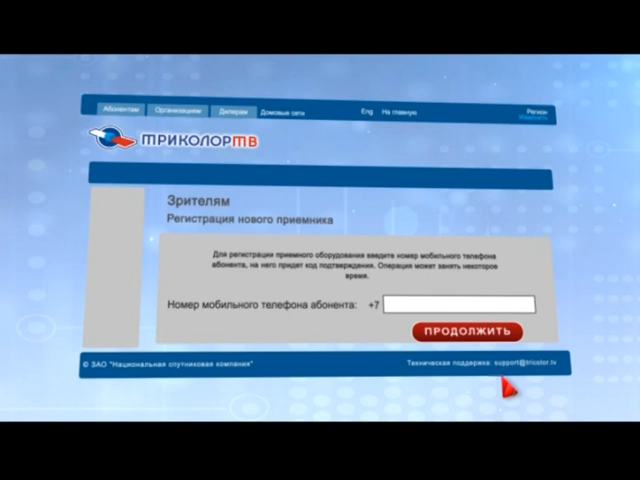 Абонентам Организациям Дилерам Домовые сети Eng На главную Регион
Изменить
ТРИКОЛОРТВ
Зрителям
Регистрация нового приемника
Для регистрации приемного оборудования введите номер мобильного телефона
абонента, на него придет код подтверждения. Операция может занять некоторое
время.
Номер мобильного телефона абонента: +7
ПРОДОЛЖИТЬ
© ЗАО "Национальная спутниковая компания" Техническая поддержка: support@tricolor.tv